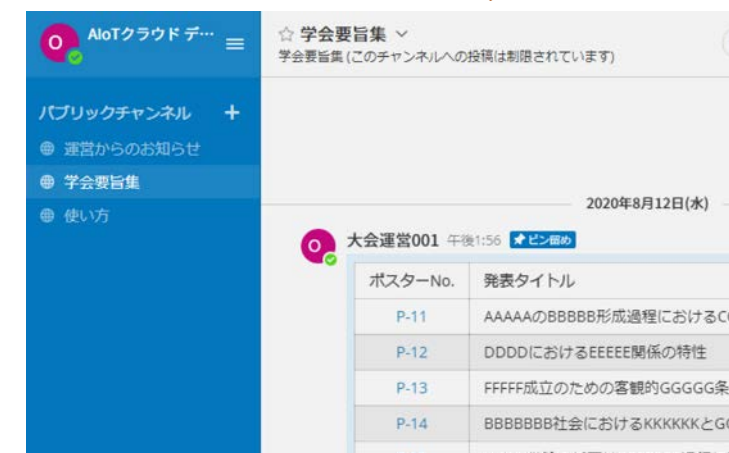 O
AIoTクラウド デ…
パブリックチャンネル +
運営からのお知らせ
学会要旨集
使い方
学会要旨集
学会要旨集 (このチャンネルへの投稿は制限されています)
2020年8月12日(水)
O
大会運営001 午後1:56 ピン留め
ポスターNo. 発表タイトル
P-11 AAAAAのBBBBB形成過程におけるC
P-12 DDDDにおけるEEEEE関係の特性
P-13 FFFFF成立のための客観的GGGGG条
P-14 BBBBBBB社会におけるKKKKKKとG